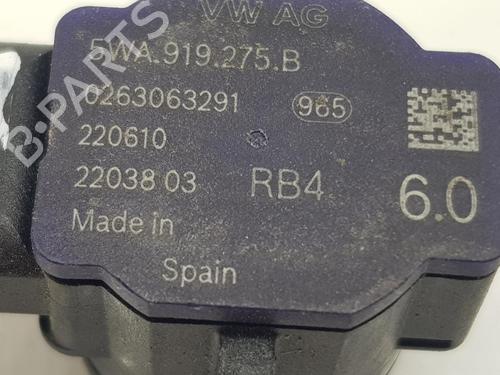 VW AG
5WA.919.275.B
0263063291 965
220610
22038 03 RB4 6.0
Made in
Spain
B-PARTS